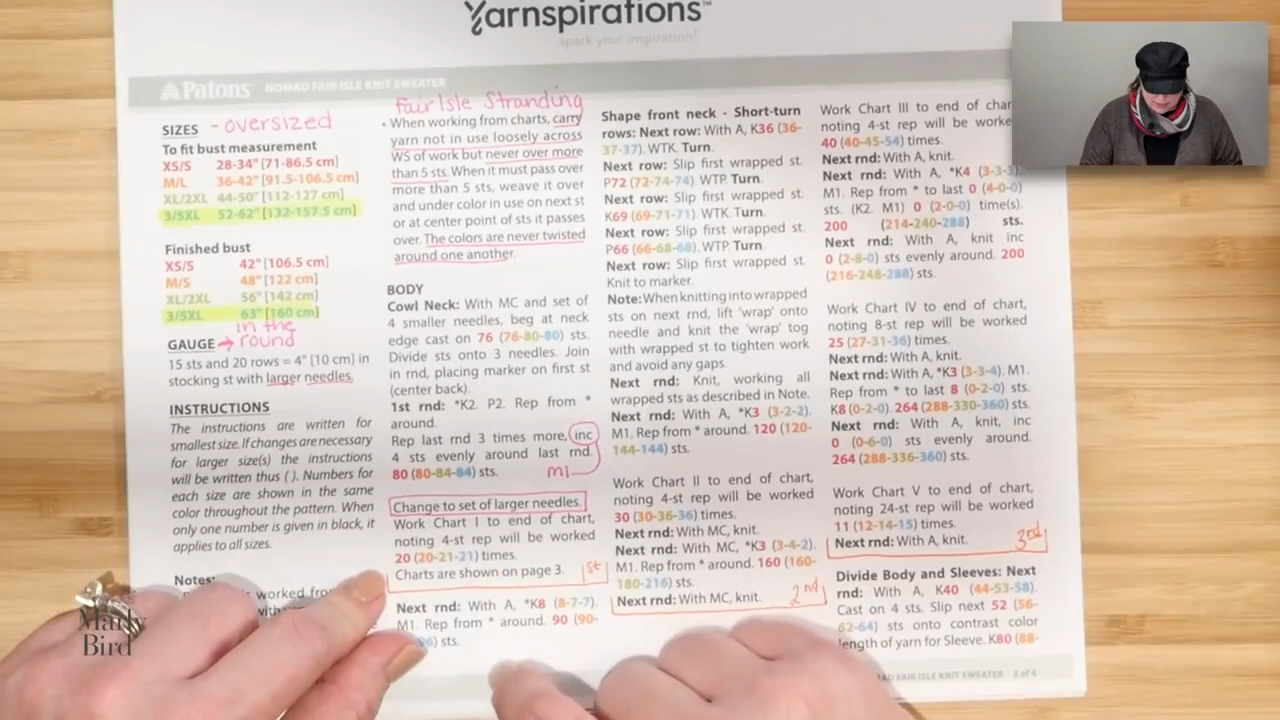 Yarnspirations™
spark your inspiration!
Patons NOMAD FAIR ISLE KNIT SWEATER
SIZES - oversized
To fit bust measurement
XS/S 28-34" [71-86.5 cm]
M/L 36-42" [91.5-106.5 cm]
XL/2XL 44-50" [112-127 cm]
3/5XL 52-62" [132-157.5 cm]
Finished bust
XS/S 42" [106.5 cm]
M/S 48" [122 cm]
XL/2XL 56" [142 cm]
3/5XL 63" [160 cm]
in the
GAUGE → round
15 sts and 20 rows = 4" [10 cm] in
stocking st with larger needles.
INSTRUCTIONS
The instructions are written for
smallest size. If changes are necessary
for larger size(s) the instructions
will be written thus ( ). Numbers for
each size are shown in the same
color throughout the pattern. When
only one number is given in black, it
applies to all sizes.
Notes:
worked from
with
Fair Isle Stranding
• When working from charts, carry
yarn not in use loosely across
WS of work but never over more
than 5 sts. When it must pass over
more than 5 sts, weave it over
and under color in use on next st
or at center point of sts it passes
over. The colors are never twisted
around one another.
BODY
Cowl Neck: With MC and set of
4 smaller needles, beg at neck
edge cast on 76 (76-80-80) sts.
Divide sts onto 3 needles. Join
in rnd, placing marker on first st
(center back).
1st rnd: *K2. P2. Rep from *
around.
Rep last rnd 3 times more, inc
4 sts evenly around last rnd.
80 (80-84-84) sts. M1
Change to set of larger needles.
Work Chart I to end of chart,
noting 4-st rep will be worked
20 (20-21-21) times.
Charts are shown on page 3. 1st
Next rnd: With A, *K8 (8-7-7).
M1. Rep from * around. 90 (90-
96) sts.
Shape front neck - Short-turn
rows: Next row: With A, K36 (36-
37-37). WTK. Turn.
Next row: Slip first wrapped st.
P72 (72-74-74). WTP. Turn.
Next row: Slip first wrapped st.
K69 (69-71-71). WTK. Turn.
Next row: Slip first wrapped st.
P66 (66-68-68). WTP. Turn.
Next row: Slip first wrapped st.
Knit to marker.
Note: When knitting into wrapped
sts on next rnd, lift 'wrap' onto
needle and knit the 'wrap' tog
with wrapped st to tighten work
and avoid any gaps.
Next rnd: Knit, working all
wrapped sts as described in Note.
Next rnd: With A, *K3 (3-2-2).
M1. Rep from * around. 120 (120-
144-144) sts.
Work Chart II to end of chart,
noting 4-st rep will be worked
30 (30-36-36) times.
Next rnd: With MC, knit.
Next rnd: With MC, *K3 (3-4-2).
M1. Rep from * around. 160 (160-
180-216) sts.
Next rnd: With MC, knit. 2nd
Work Chart III to end of char
noting 4-st rep will be worke
40 (40-45-54) times.
Next rnd: With A, knit.
Next rnd: With A, *K4 (3-3-3).
M1. Rep from * to last 0 (4-0-0)
sts. (K2. M1) 0 (2-0-0) time(s).
200 (214-240-288) sts.
Next rnd: With A, knit inc
0 (2-8-0) sts evenly around. 200
(216-248-288) sts.
Work Chart IV to end of chart,
noting 8-st rep will be worked
25 (27-31-36) times.
Next rnd: With A, knit.
Next rnd: With A, *K3 (3-3-4). M1.
Rep from * to last 8 (0-2-0) sts.
K8 (0-2-0). 264 (288-330-360) sts.
Next rnd: With A, knit, inc
0 (0-6-0) sts evenly around.
264 (288-336-360) sts.
Work Chart V to end of chart,
noting 24-st rep will be worked
11 (12-14-15) times.
Next rnd: With A, knit. 3rd
Divide Body and Sleeves: Next
rnd: With A, K40 (44-53-58).
Cast on 4 sts. Slip next 52 (56-
62-64) sts onto contrast color
length of yarn for Sleeve. K80 (88-
AD FAIR ISLE KNIT SWEATER 2 of 4
Marly
Bird